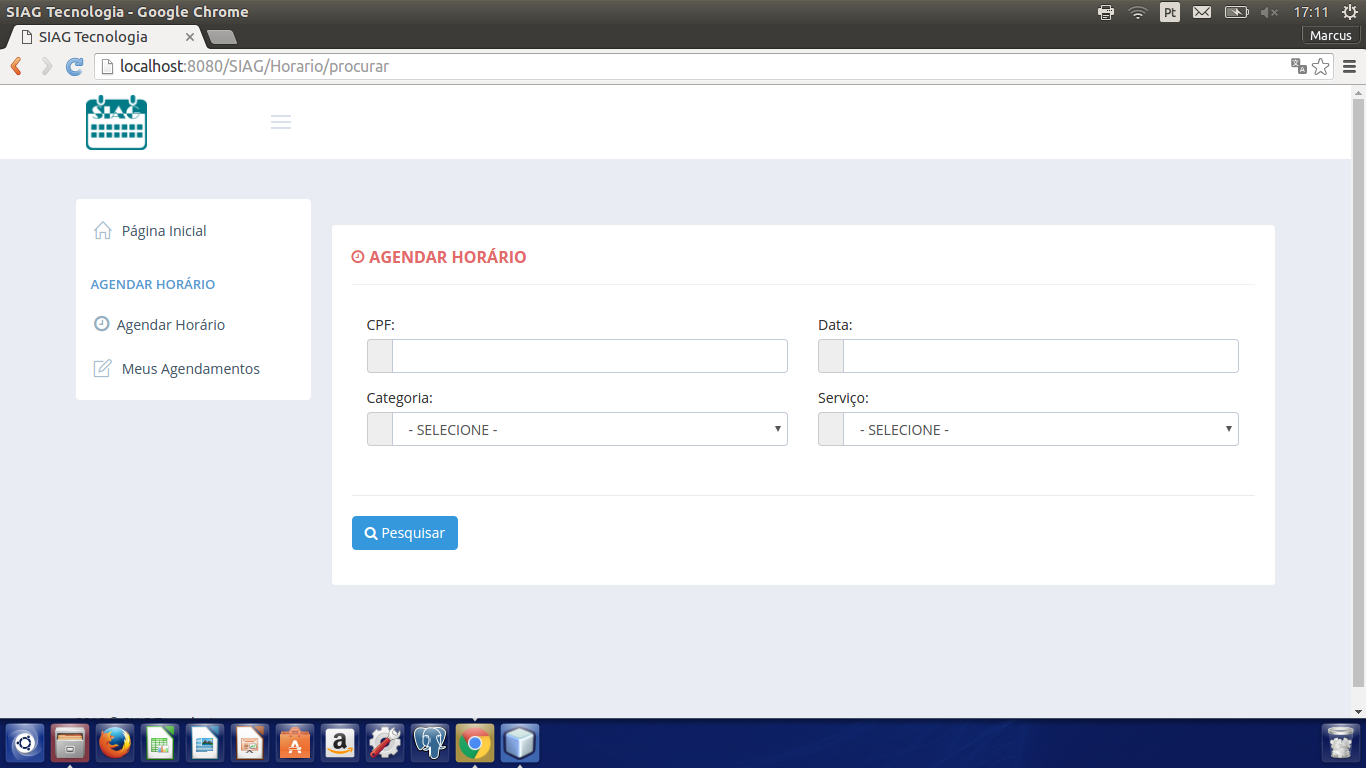 SIAG Tecnologia - Google Chrome
Pt
17:11
SIAG Tecnologia
Marcus
localhost:8080/SIAG/Horario/procurar
SIAG
Página Inicial
AGENDAR HORÁRIO
AGENDAR HORÁRIO
CPF:
Data:
Agendar Horário
Meus Agendamentos
Categoria:
Serviço:
- SELECIONE -
- SELECIONE -
Pesquisar